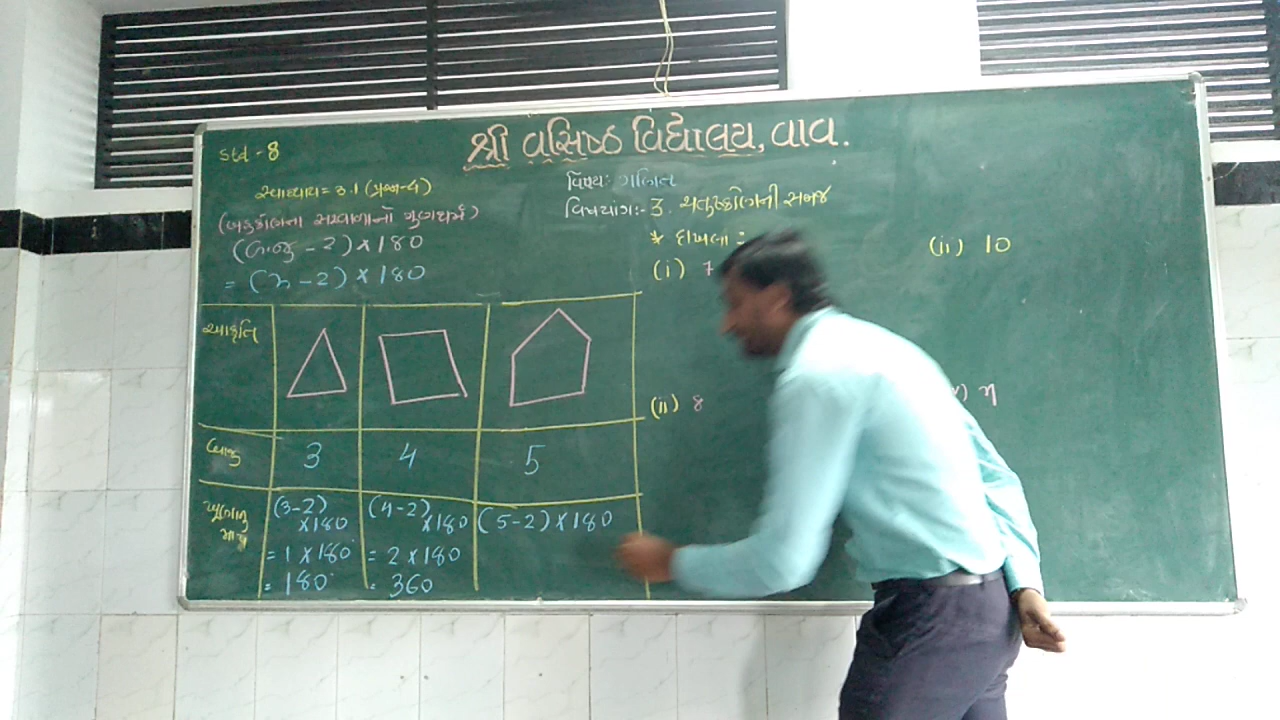 શ્રી વસિષ્ઠ વિદ્યાલય, વાવ.
Std - 8
વિષય: ગણિત
સ્વાધ્યાય = 3.1 (પ્રશ્ન-4)
વિષયાંગ:- 3. ચતુષ્કોણની સમજ
(બહુકોણના સરવાળાનો ગુણધર્મ)
(બાજુ - 2) × 180
= (n - 2) × 180
* દાખલા =
(i) 7
(ii) 10
આકૃતિ
(ii) 8
) n
બાજુ
3
4
5
ખૂણાનું માપ
(3-2) ×180
= 1 × 180
= 180
(4-2) ×180
= 2 × 180
= 360
(5-2) × 180